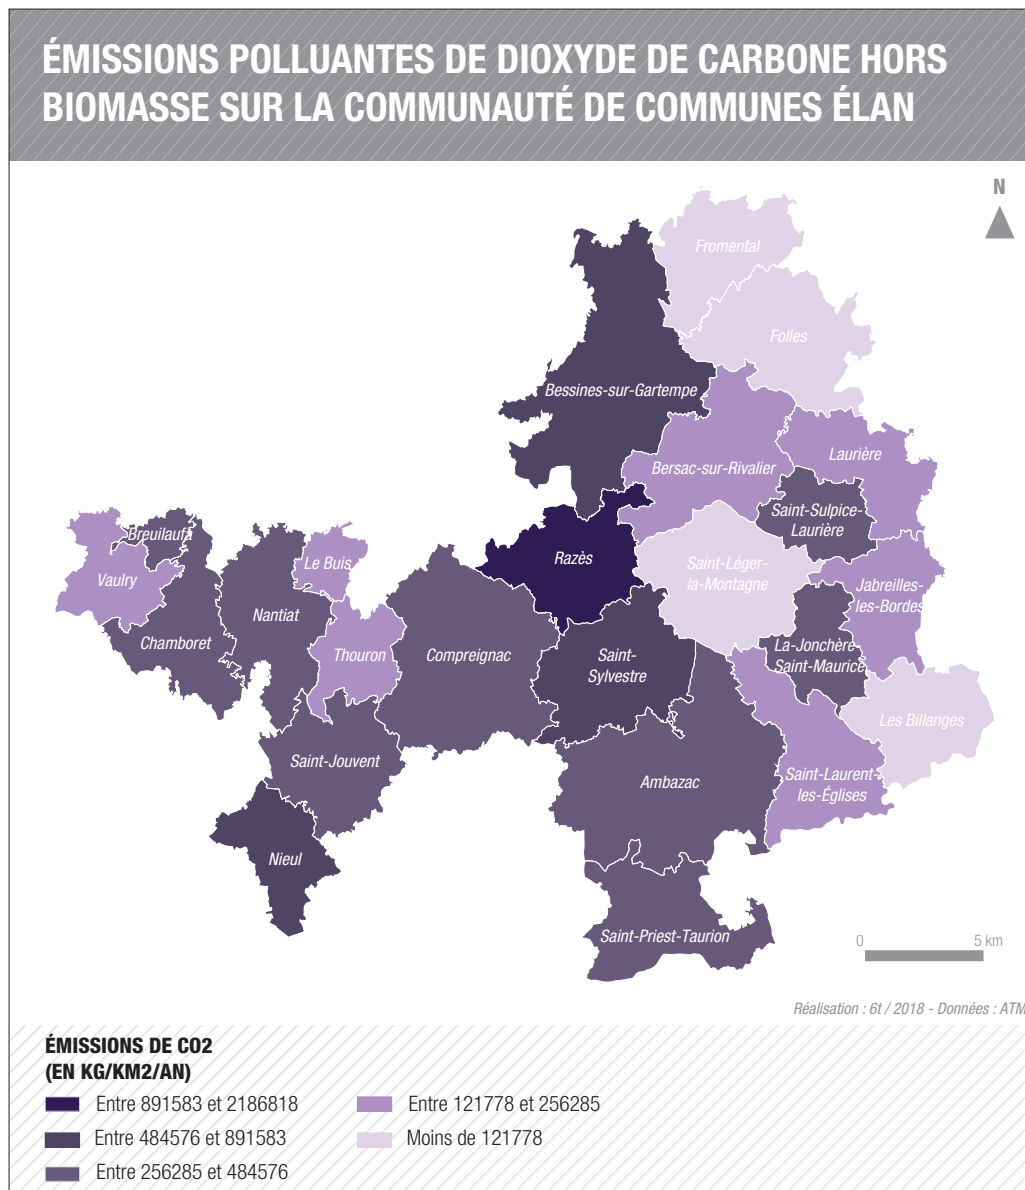 ÉMISSIONS POLLUANTES DE DIOXYDE DE CARBONE HORS
BIOMASSE SUR LA COMMUNAUTÉ DE COMMUNES ÉLAN
N
Fromental
Folles
Bessines-sur-Gartempe
Laurière
Bersac-sur-Rivalier
Saint-Sulpice-
Laurière
Breuilaufa
Le Buis
Razès
Saint-Léger-
la-Montagne
Vaulry
Jabreilles-
les-Bordes
Nantiat
Chamboret
Thouron
Compreignac
Saint-
Sylvestre
La-Jonchère-
Saint-Maurice
Les Billanges
Saint-Jouvent
Ambazac
Saint-Laurent-
les-Églises
Nieul
Saint-Priest-Taurion
0 5 km
Réalisation : 6t / 2018 - Données : ATM
ÉMISSIONS DE CO2
(EN KG/KM2/AN)
Entre 891583 et 2186818
Entre 484576 et 891583
Entre 256285 et 484576
Entre 121778 et 256285
Moins de 121778